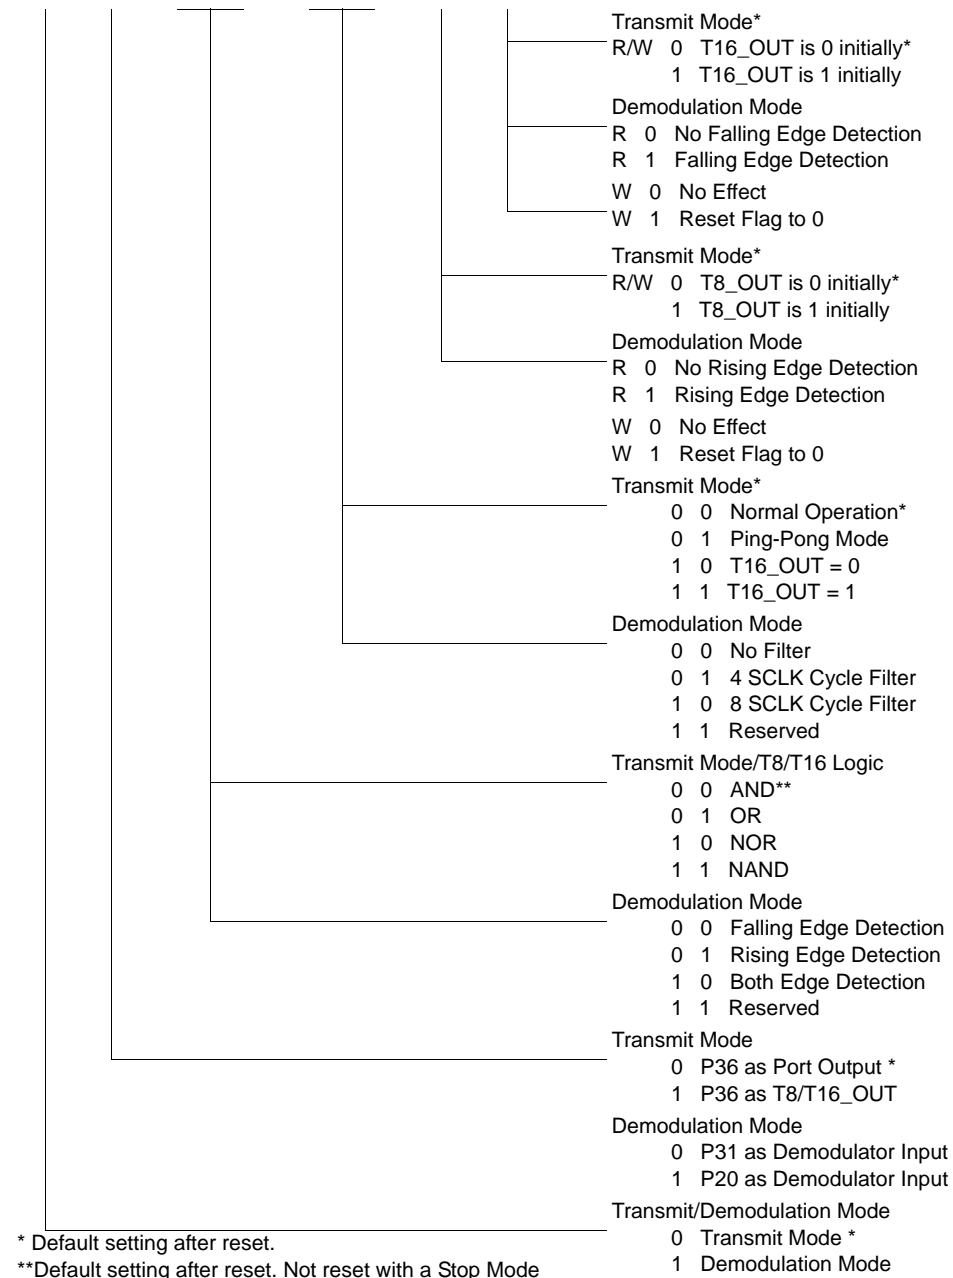 Transmit Mode*
R/W 0 T16_OUT is 0 initially*
1 T16_OUT is 1 initially
Demodulation Mode
R 0 No Falling Edge Detection
R 1 Falling Edge Detection
W 0 No Effect
W 1 Reset Flag to 0
Transmit Mode*
R/W 0 T8_OUT is 0 initially*
1 T8_OUT is 1 initially
Demodulation Mode
R 0 No Rising Edge Detection
R 1 Rising Edge Detection
W 0 No Effect
W 1 Reset Flag to 0
Transmit Mode*
0 0 Normal Operation*
0 1 Ping-Pong Mode
1 0 T16_OUT = 0
1 1 T16_OUT = 1
Demodulation Mode
0 0 No Filter
0 1 4 SCLK Cycle Filter
1 0 8 SCLK Cycle Filter
1 1 Reserved
Transmit Mode/T8/T16 Logic
0 0 AND**
0 1 OR
1 0 NOR
1 1 NAND
Demodulation Mode
0 0 Falling Edge Detection
0 1 Rising Edge Detection
1 0 Both Edge Detection
1 1 Reserved
Transmit Mode
0 P36 as Port Output *
1 P36 as T8/T16_OUT
Demodulation Mode
0 P31 as Demodulator Input
1 P20 as Demodulator Input
Transmit/Demodulation Mode
0 Transmit Mode *
1 Demodulation Mode
* Default setting after reset.
**Default setting after reset. Not reset with a Stop Mode